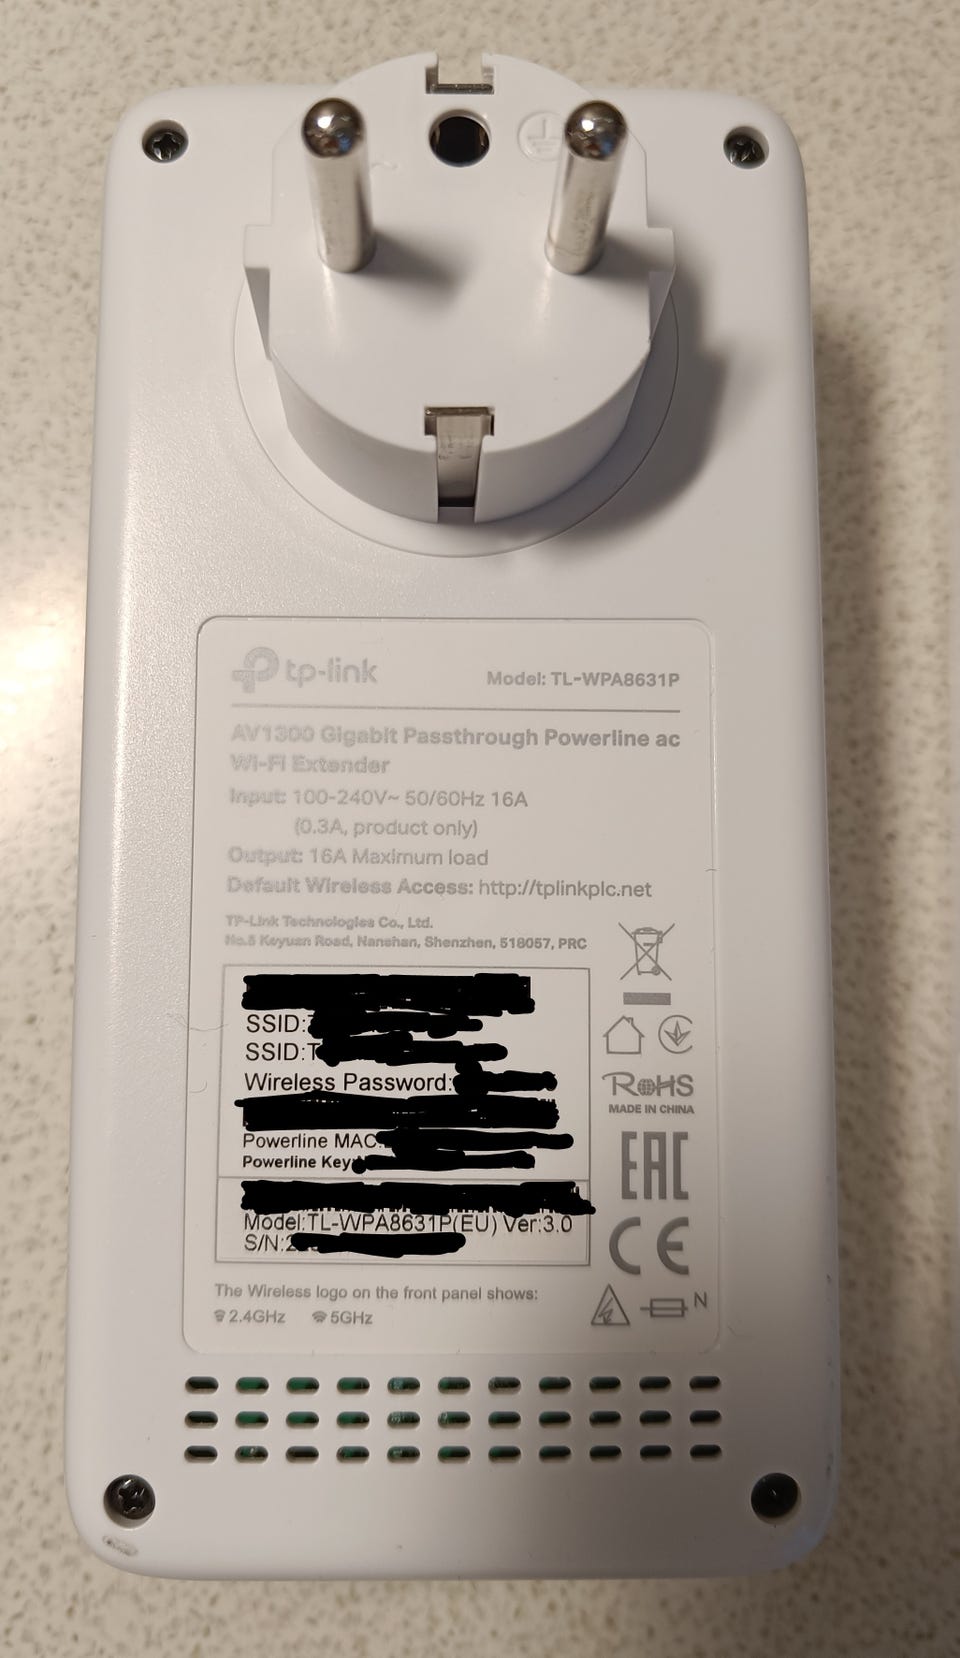 tp-link
Model: TL-WPA8631P
AV1300 Gigabit Passthrough Powerline ac
Wi-Fi Extender
Input: 100-240V~ 50/60Hz 16A
(0.3A, product only)
Output: 16A Maximum load
Default Wireless Access: http://tplinkplc.net
TP-Link Technologies Co., Ltd.
No.5 Keyuan Road, Nanshan, Shenzhen, 518057, PRC
SSID:
SSID:T
Wireless Password:
Powerline MAC:
Powerline Key:
Model:TL-WPA8631P(EU) Ver:3.0
S/N:2
RoHS
MADE IN CHINA
EAC
CE
The Wireless logo on the front panel shows:
2.4GHz 5GHz
N